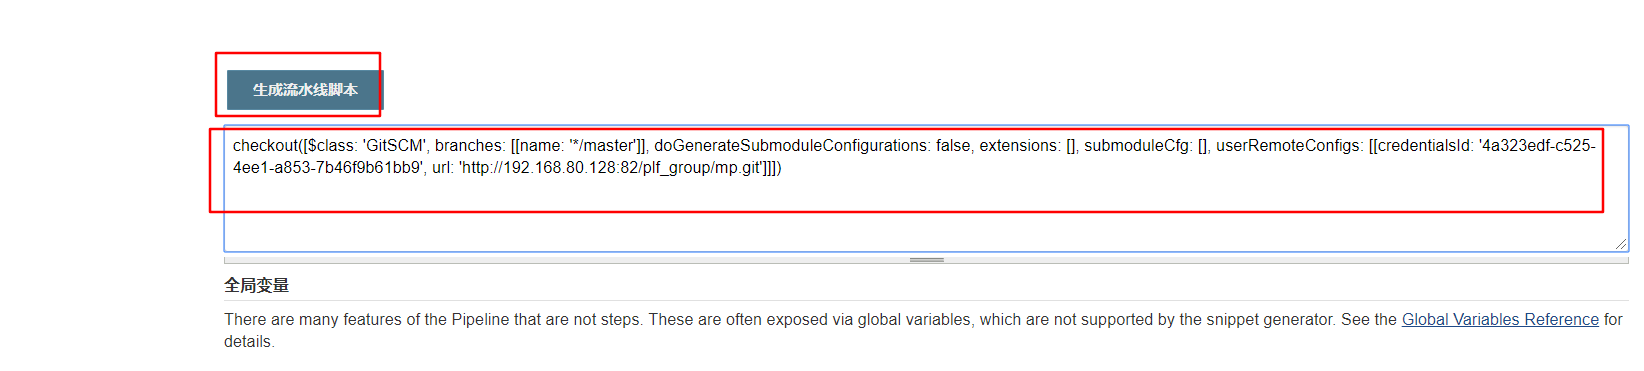 生成流水线脚本
checkout([$class: 'GitSCM', branches: [[name: '*/master']], doGenerateSubmoduleConfigurations: false, extensions: [], submoduleCfg: [], userRemoteConfigs: [[credentialsId: '4a323edf-c525-
4ee1-a853-7b46f9b61bb9', url: 'http://192.168.80.128:82/plf_group/mp.git']]])
全局变量
There are many features of the Pipeline that are not steps. These are often exposed via global variables, which are not supported by the snippet generator. See the Global Variables Reference for
details.